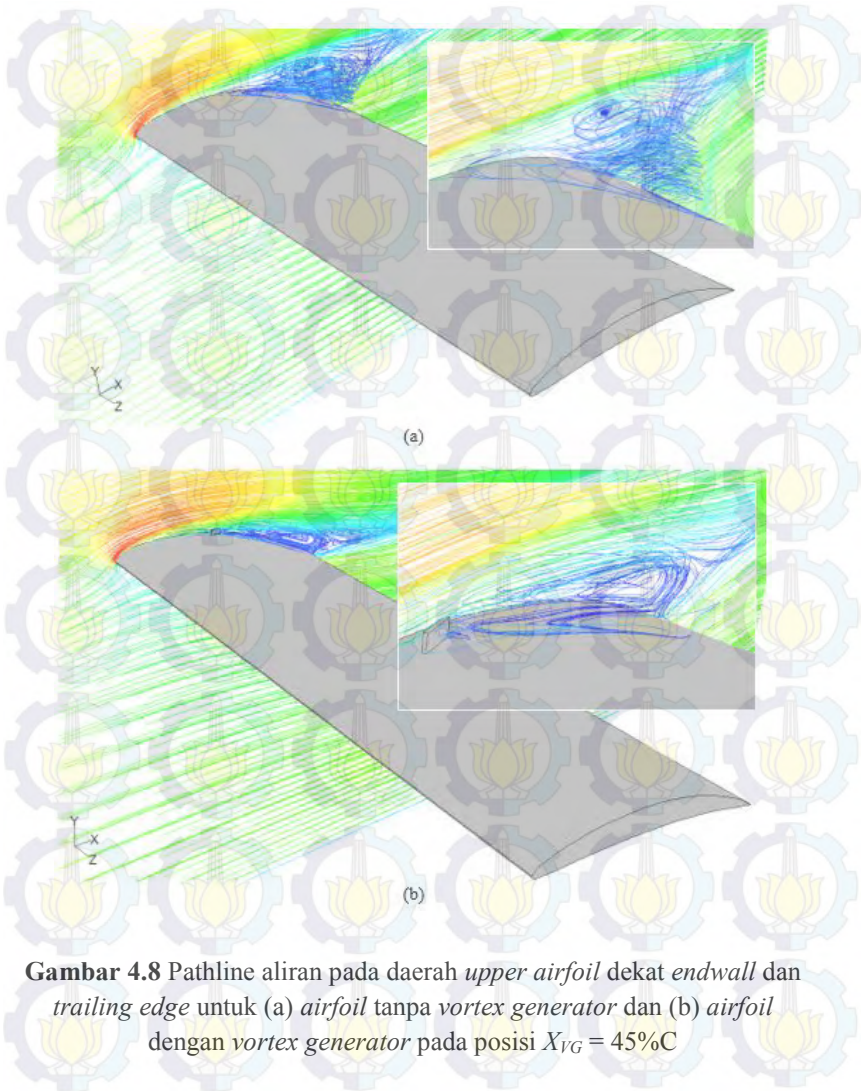 Y
X
Z
(a)
Y
X
Z
(b)
Gambar 4.8 Pathline aliran pada daerah upper airfoil dekat endwall dan
trailing edge untuk (a) airfoil tanpa vortex generator dan (b) airfoil
dengan vortex generator pada posisi XVG = 45%C